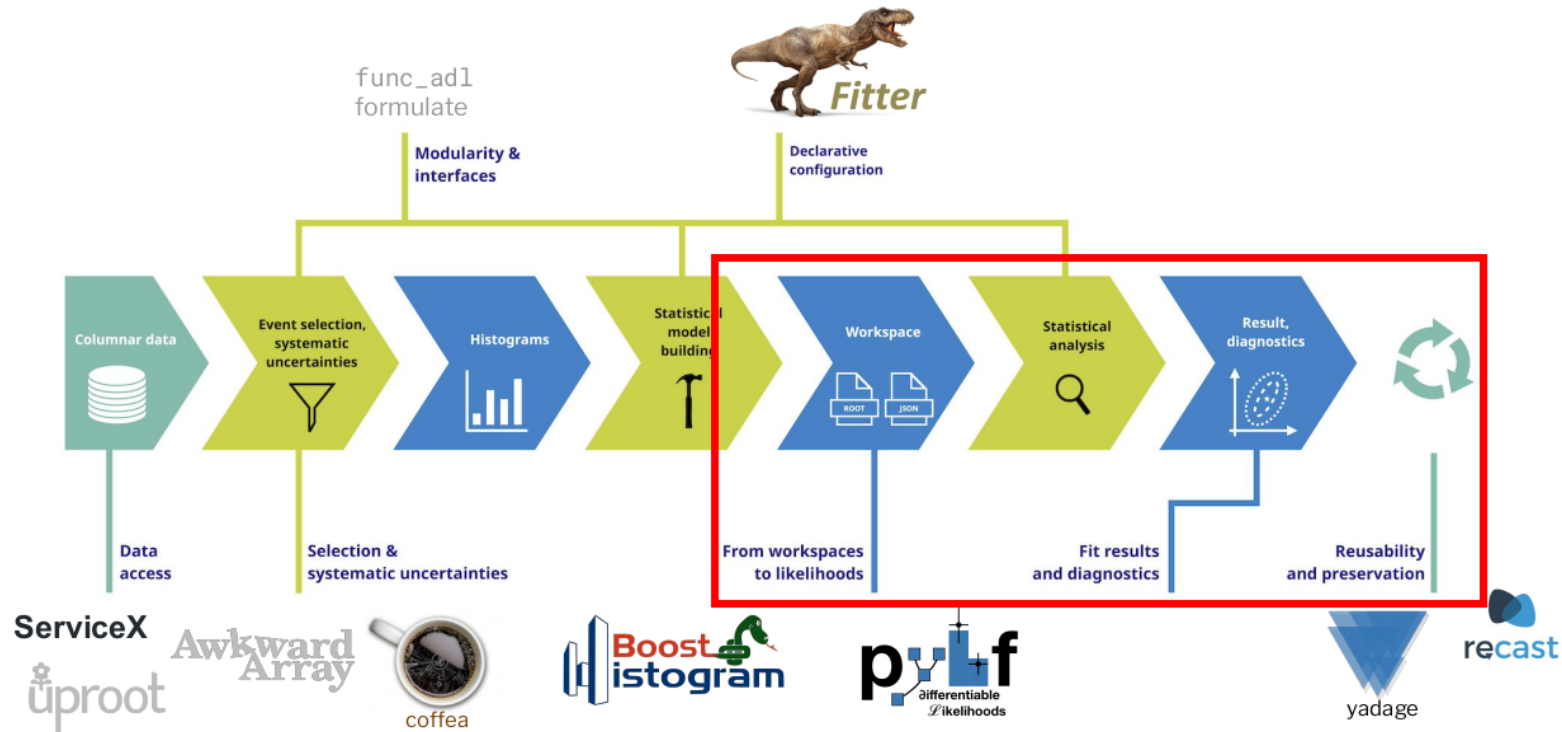 func_adl
formulate
Fitter
Modularity &
interfaces
Declarative
configuration
Columnar data
Event selection,
systematic
uncertainties
Histograms
Statistical
model
building
Workspace
ROOT
JSON
Statistical
analysis
Result,
diagnostics
Data
access
Selection &
systematic uncertainties
From workspaces
to likelihoods
Fit results
and diagnostics
Reusability
and preservation
ServiceX
uproot
Awkward
Array
coffea
Boost
Histogram
pyhf
differentiable
Likelihoods
yadage
recast